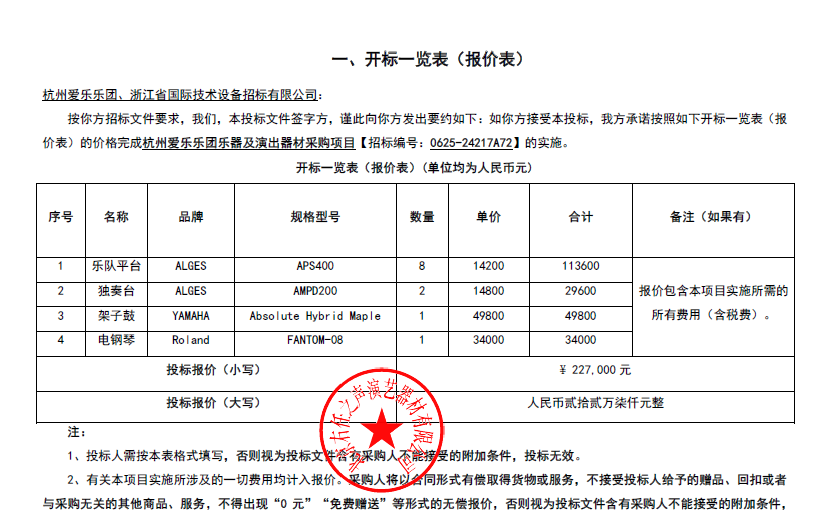 一、开标一览表（报价表）
杭州爱乐乐团、浙江省国际技术设备招标有限公司：
按你方招标文件要求，我们，本投标文件签字方，谨此向你方发出要约如下：如你方接受本投标，我方承诺按照如下开标一览表（报
价表）的价格完成杭州爱乐乐团乐器及演出器材采购项目【招标编号：0625-24217A72】的实施。
开标一览表（报价表）(单位均为人民币元)
序号 名称 品牌 规格型号 数量 单价 合计 备注（如果有）
1 乐队平台 ALGES APS400 8 14200 113600
2 独奏台 ALGES AMPD200 2 14800 29600
3 架子鼓 YAMAHA Absolute Hybrid Maple 1 49800 49800
4 电钢琴 Roland FANTOM-08 1 34000 34000
报价包含本项目实施所需的
所有费用（含税费）。
投标报价（小写） ¥ 227,000 元
投标报价（大写） 人民币贰拾贰万柒仟元整
之声演艺器材有限公司
注：
1、投标人需按本表格式填写，否则视为投标文件含有采购人不能接受的附加条件，投标无效。
2、有关本项目实施所涉及的一切费用均计入报价。采购人将以合同形式有偿取得货物或服务，不接受投标人给予的赠品、回扣或者
与采购无关的其他商品、服务，不得出现“0 元”“免费赠送”等形式的无偿报价，否则视为投标文件含有采购人不能接受的附加条件，